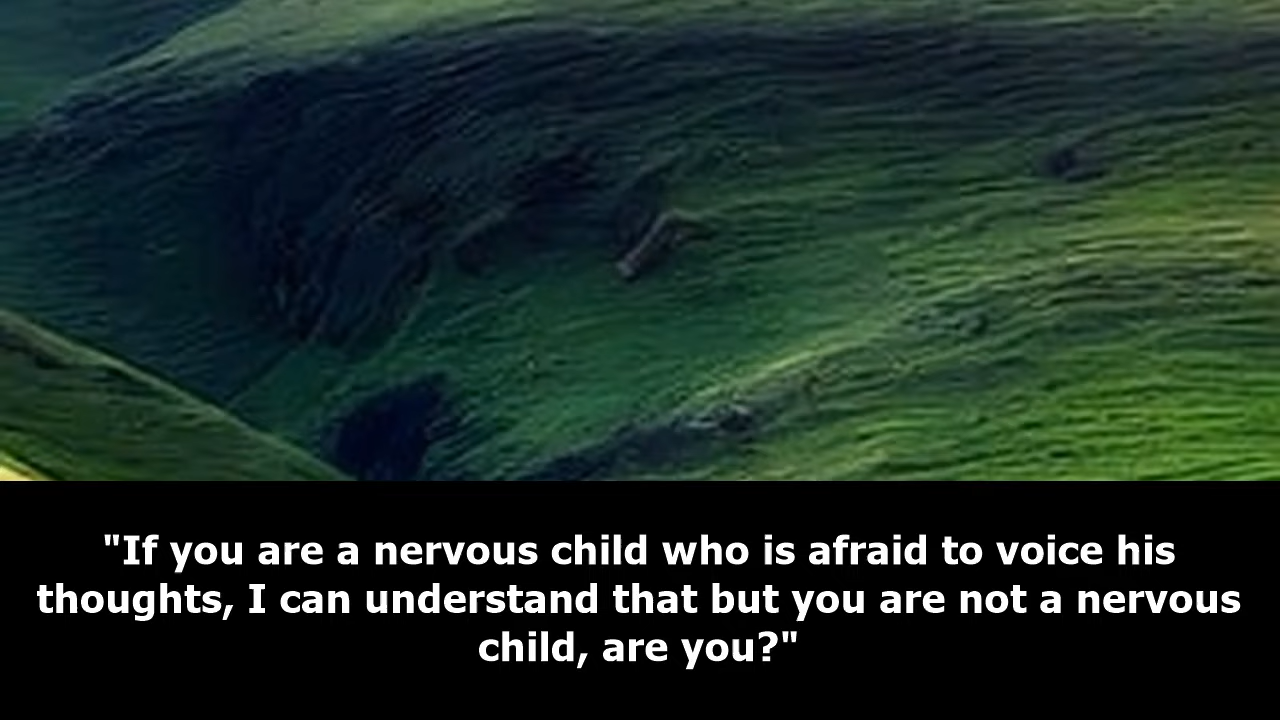 "If you are a nervous child who is afraid to voice his
thoughts, I can understand that but you are not a nervous
child, are you?"